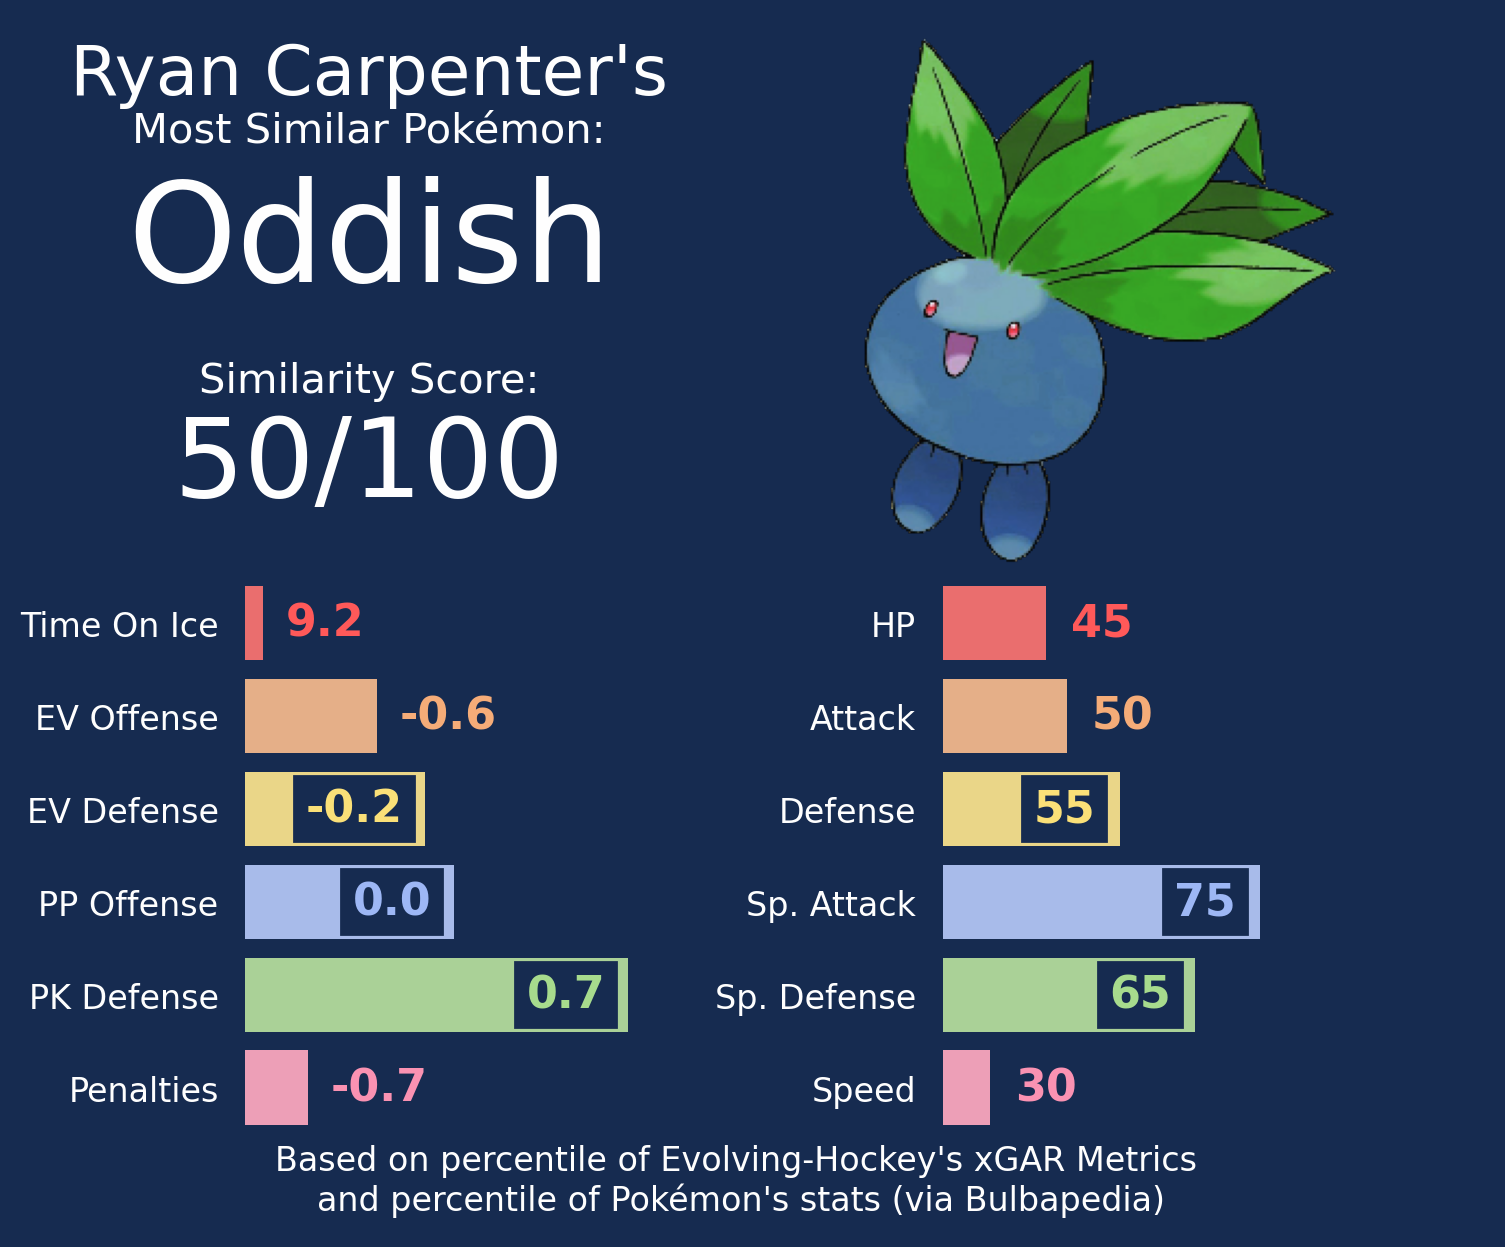 Ryan Carpenter's
Most Similar Pokémon:
Oddish
Similarity Score:
50/100
Time On Ice 9.2
EV Offense -0.6
EV Defense -0.2
PP Offense 0.0
PK Defense 0.7
Penalties -0.7
HP 45
Attack 50
Defense 55
Sp. Attack 75
Sp. Defense 65
Speed 30
Based on percentile of Evolving-Hockey's xGAR Metrics
and percentile of Pokémon's stats (via Bulbapedia)